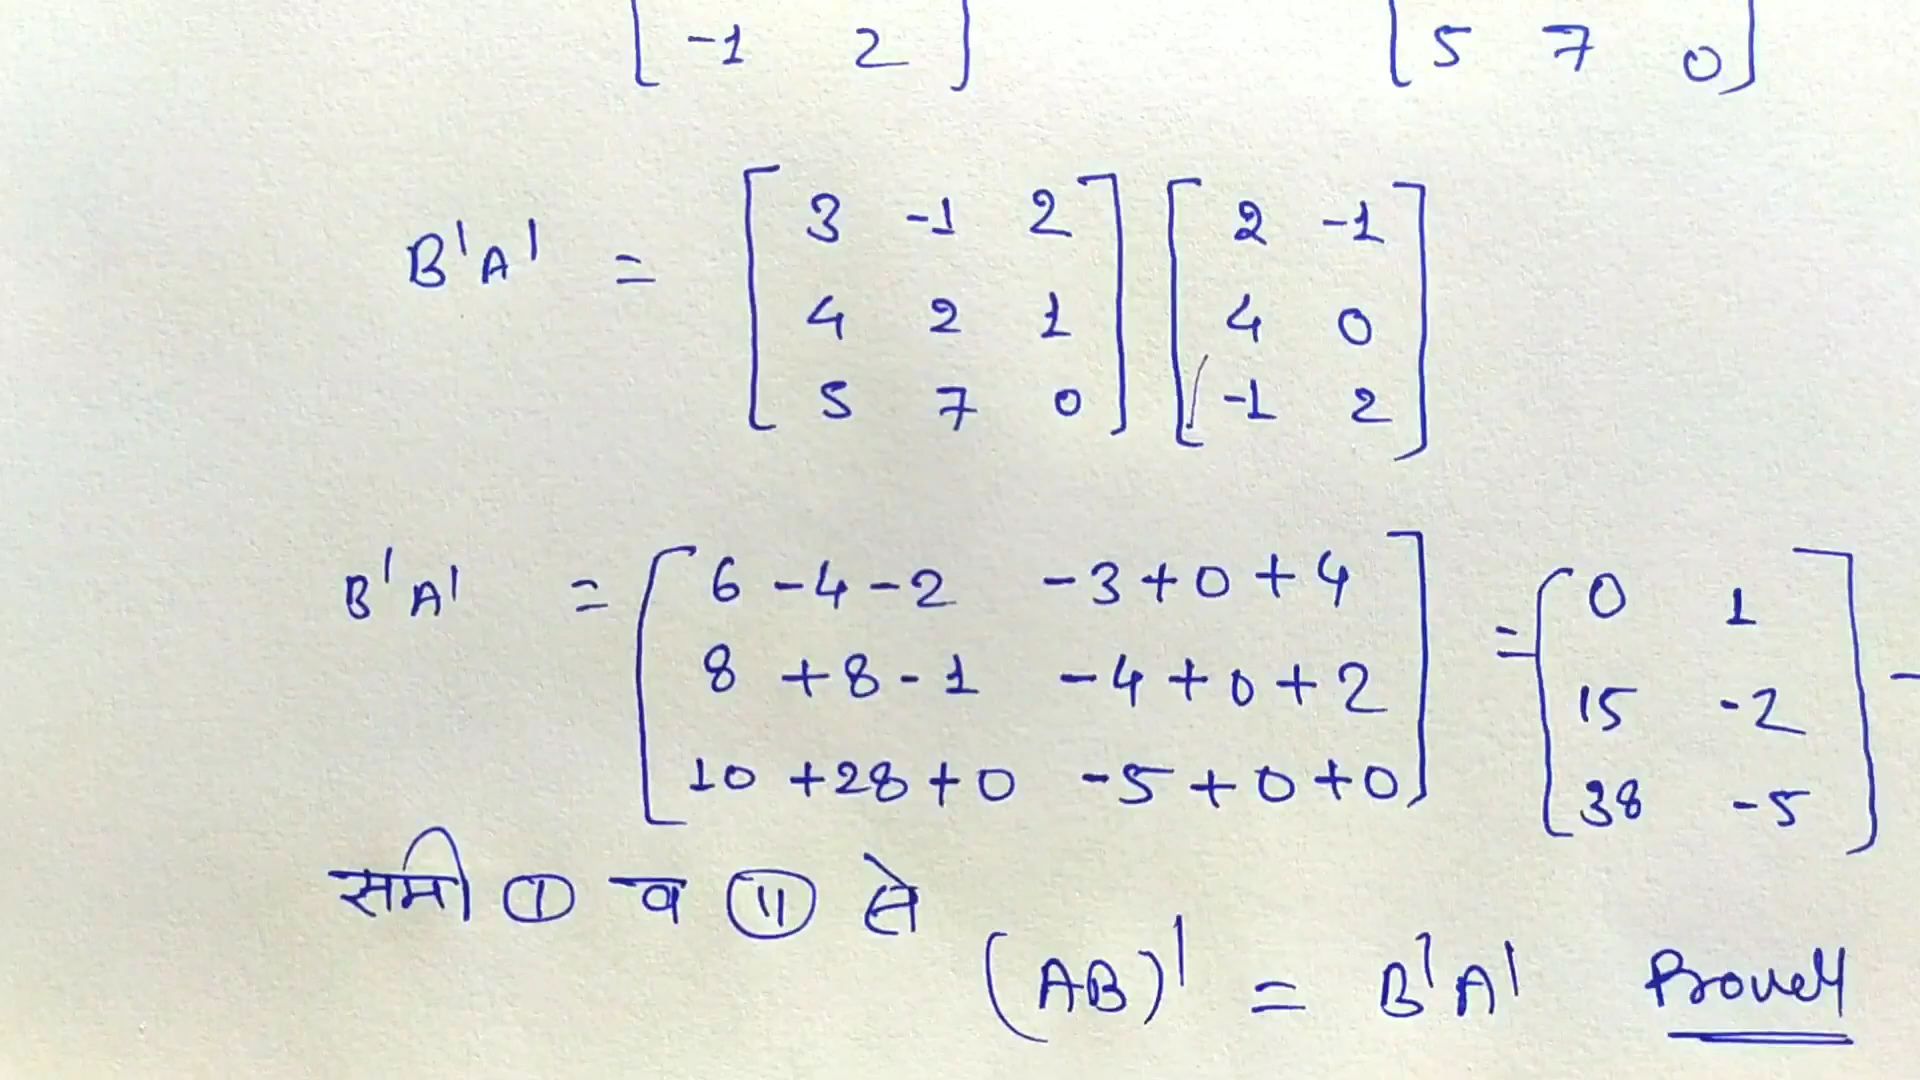 [ -1 2 ] [ 5 7 0 ]
B'A' = [ 3 -1 2 ] [ 2 -1 ]
4 2 1 4 0
5 7 0 -1 2
B'A' = [ 6 -4 -2 -3 +0 +4 ] = [ 0 1 ] -
8 +8 -1 -4 +0 +2 15 -2
10 +28 +0 -5 +0 +0 38 -5
समी (I) व (II) से
(AB)' = B'A' Proved